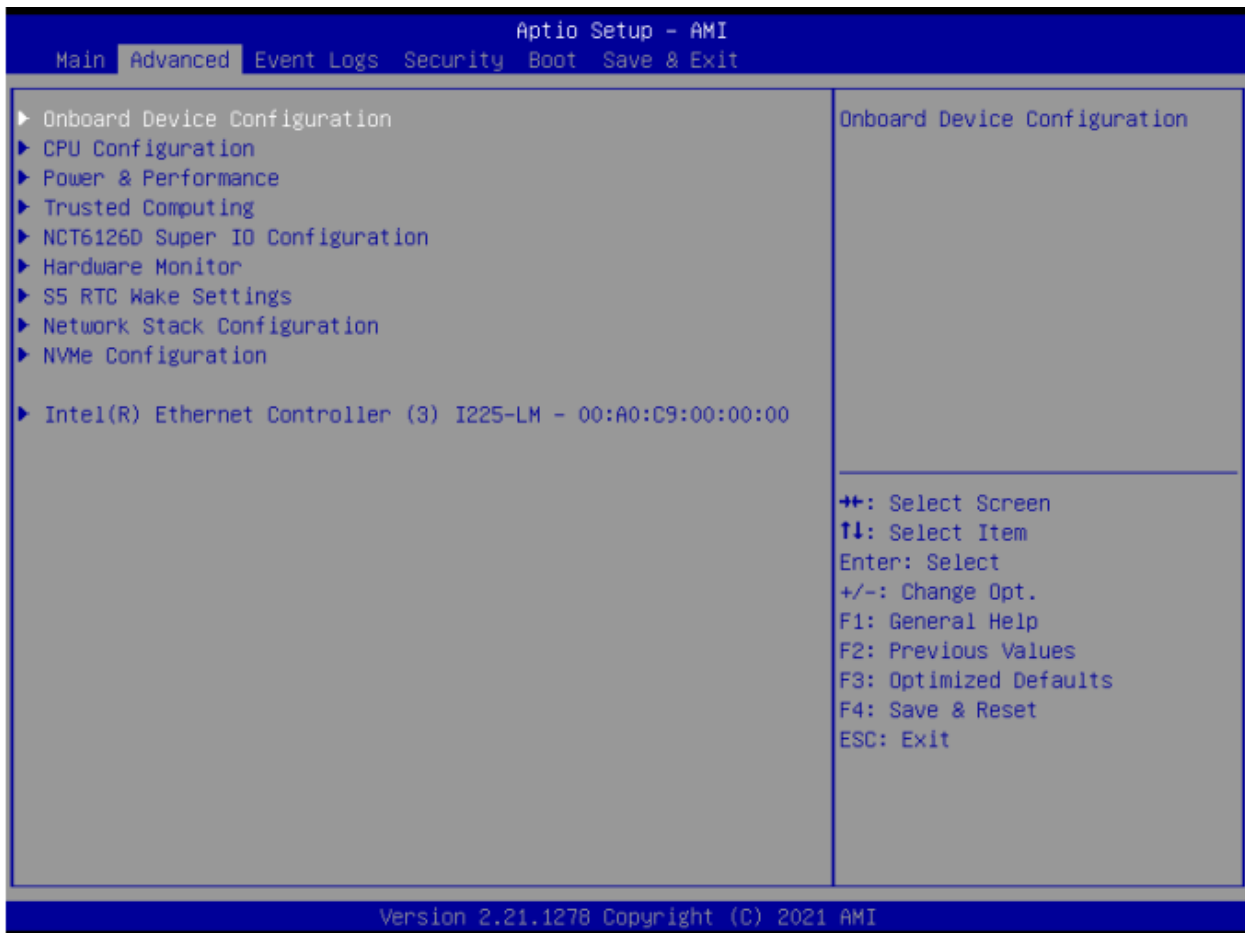 Aptio Setup - AMI
Main Advanced Event Logs Security Boot Save & Exit
► Onboard Device Configuration
► CPU Configuration
► Power & Performance
► Trusted Computing
► NCT6126D Super IO Configuration
► Hardware Monitor
► S5 RTC Wake Settings
► Network Stack Configuration
► NVMe Configuration
► Intel(R) Ethernet Controller (3) I225-LM - 00:A0:C9:00:00:00
Onboard Device Configuration
→←: Select Screen
↑↓: Select Item
Enter: Select
+/-: Change Opt.
F1: General Help
F2: Previous Values
F3: Optimized Defaults
F4: Save & Reset
ESC: Exit
Version 2.21.1278 Copyright (C) 2021 AMI